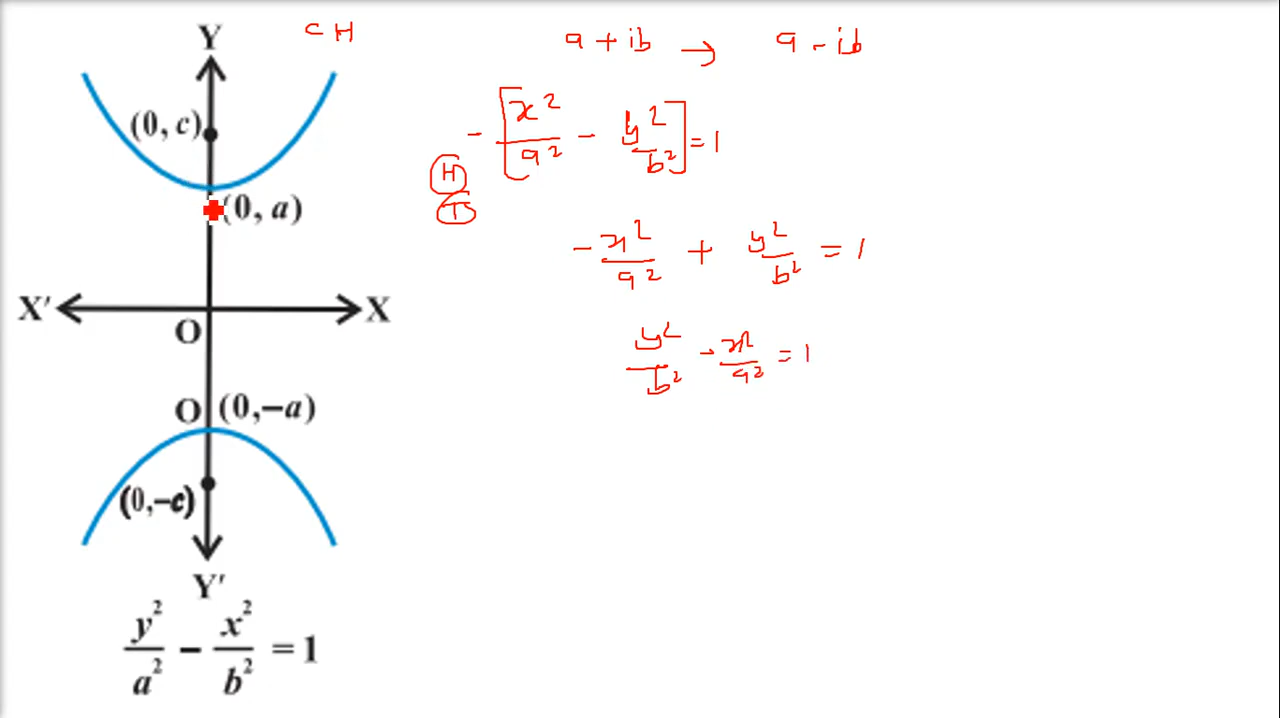 Y
(0, c)
(0, a)
X′
X
O
O (0,–a)
(0,–c)
Y′
y²/a² – x²/b² = 1
C H
a + ib → a - ib
- [x²/a² - y²/b²] = 1
H
T
- x²/a² + y²/b² = 1
y²/b² - x²/a² = 1